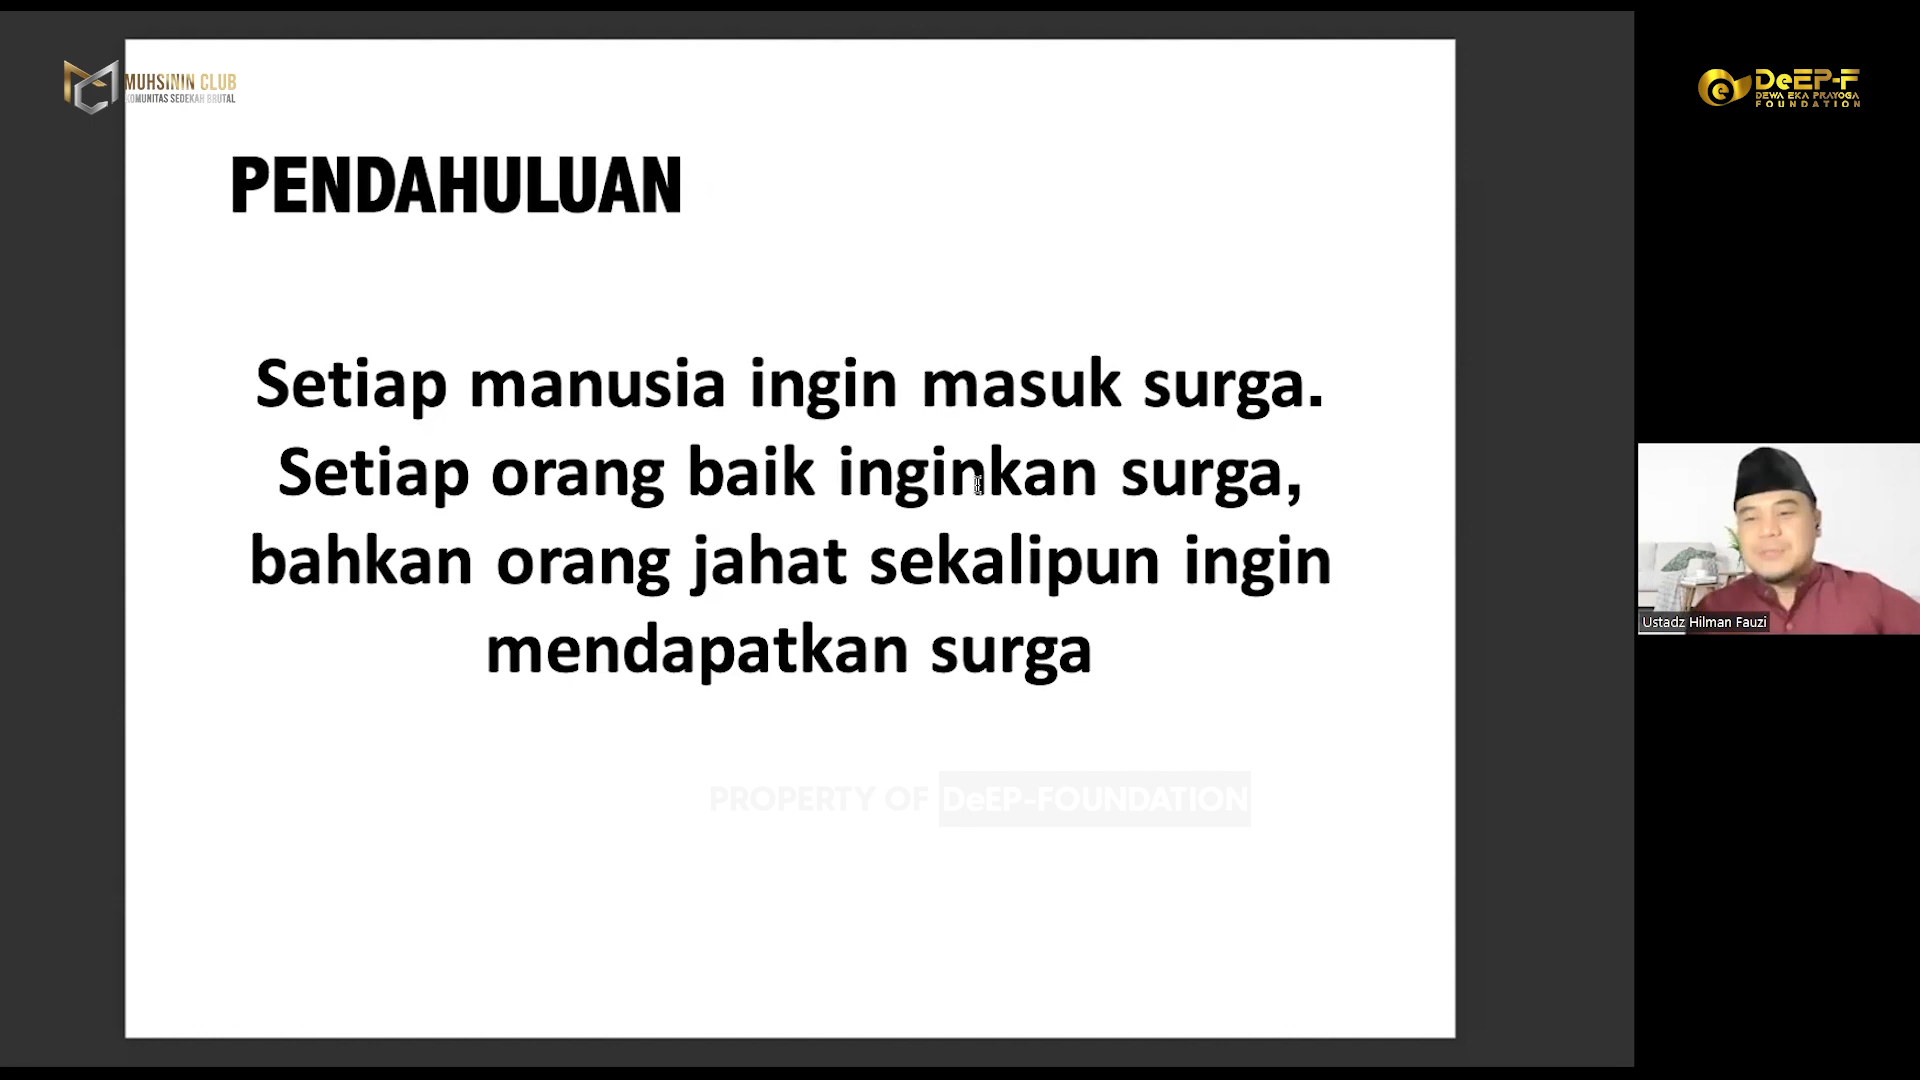 MUHSININ CLUB
KOMUNITAS SEDEKAH BRUTAL
DeEP-F
DEWA EKA PRAYOGA
FOUNDATION
PENDAHULUAN
Setiap manusia ingin masuk surga.
Setiap orang baik inginkan surga,
bahkan orang jahat sekalipun ingin
mendapatkan surga
Ustadz Hilman Fauzi
PROPERTY OF DeEP-FOUNDATION